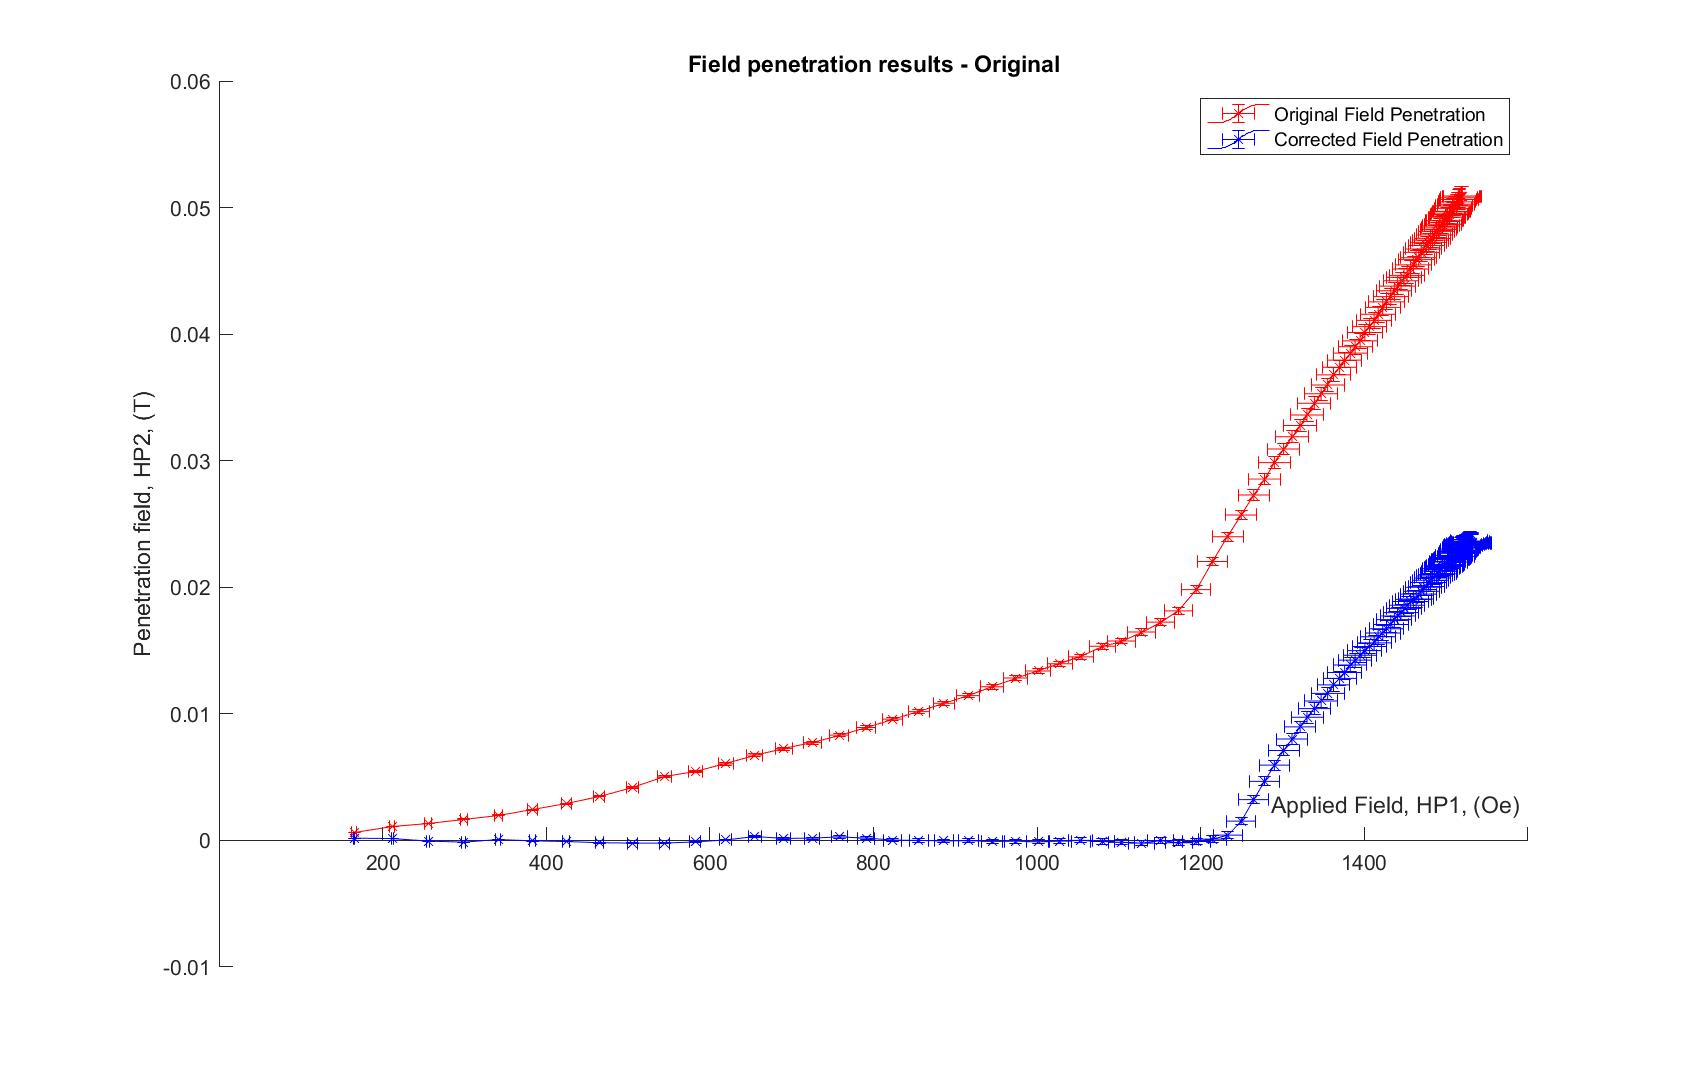 Field penetration results - Original
0.06
Original Field Penetration
Corrected Field Penetration
0.05
0.04
0.03
0.02
0.01
0
-0.01
Penetration field, HP2, (T)
Applied Field, HP1, (Oe)
200 400 600 800 1000 1200 1400